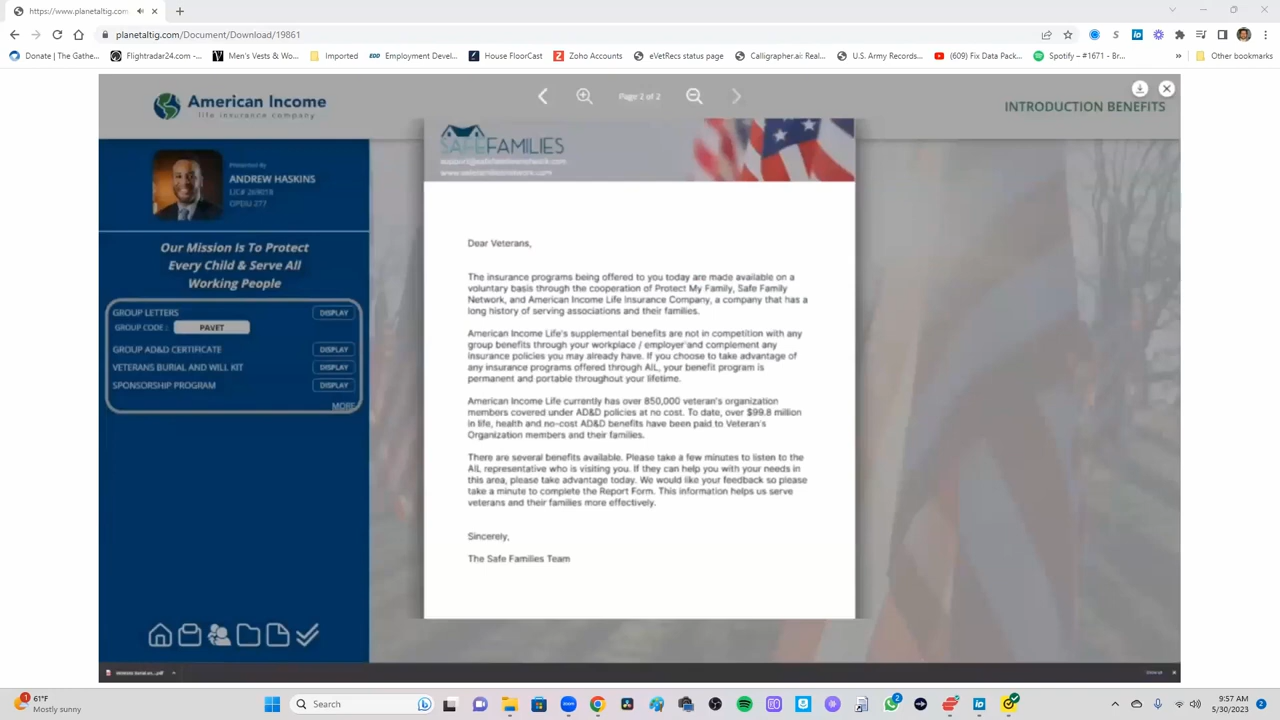 https://www.planetaltig.com
planetaltig.com/Document/Download/19861
Donate | The Gathe...
Flightradar24.com -...
Men's Vests & Wo...
Imported
EDD Employment Devel...
House FloorCast
Zoho Accounts
eVetRecs status page
Calligrapher.ai: Real...
U.S. Army Records...
(609) Fix Data Pack...
Spotify – #1671 - Br...
Other bookmarks
American Income
life insurance company
Page 2 of 2
INTRODUCTION BENEFITS
Presented By
ANDREW HASKINS
LIC# 269018
OPEIU 277
Our Mission Is To Protect
Every Child & Serve All
Working People
GROUP LETTERS DISPLAY
GROUP CODE : PAVET
GROUP AD&D CERTIFICATE DISPLAY
VETERANS BURIAL AND WILL KIT DISPLAY
SPONSORSHIP PROGRAM DISPLAY
MORE
SAFEFAMILIES
Dear Veterans,
The insurance programs being offered to you today are made available on a
voluntary basis through the cooperation of Protect My Family, Safe Family
Network, and American Income Life Insurance Company, a company that has a
long history of serving associations and their families.
American Income Life's supplemental benefits are not in competition with any
group benefits through your workplace / employer and complement any
insurance policies you may already have. If you choose to take advantage of
any insurance programs offered through AIL, your benefit program is
permanent and portable throughout your lifetime.
American Income Life currently has over 850,000 veteran's organization
members covered under AD&D policies at no cost. To date, over $99.8 million
in life, health and no-cost AD&D benefits have been paid to Veteran's
Organization members and their families.
There are several benefits available. Please take a few minutes to listen to the
AIL representative who is visiting you. If they can help you with your needs in
this area, please take advantage today. We would like your feedback so please
take a minute to complete the Report Form. This information helps us serve
veterans and their families more effectively.
Sincerely,
The Safe Families Team
Show all
61°F
Mostly sunny
Search
9:57 AM
5/30/2023